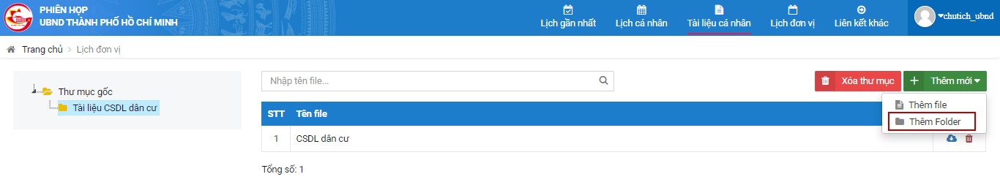 PHIÊN HỌP
UBND THÀNH PHỐ HỒ CHÍ MINH
Lịch gần nhất
Lịch cá nhân
Tài liệu cá nhân
Lịch đơn vị
Liên kết khác
chutich_ubnd
Trang chủ
Lịch đơn vị
Thư mục gốc
Tài liệu CSDL dân cư
Nhập tên file...
Xóa thư mục
Thêm mới
Thêm file
Thêm Folder
STT Tên file
1 CSDL dân cư
Tổng số: 1